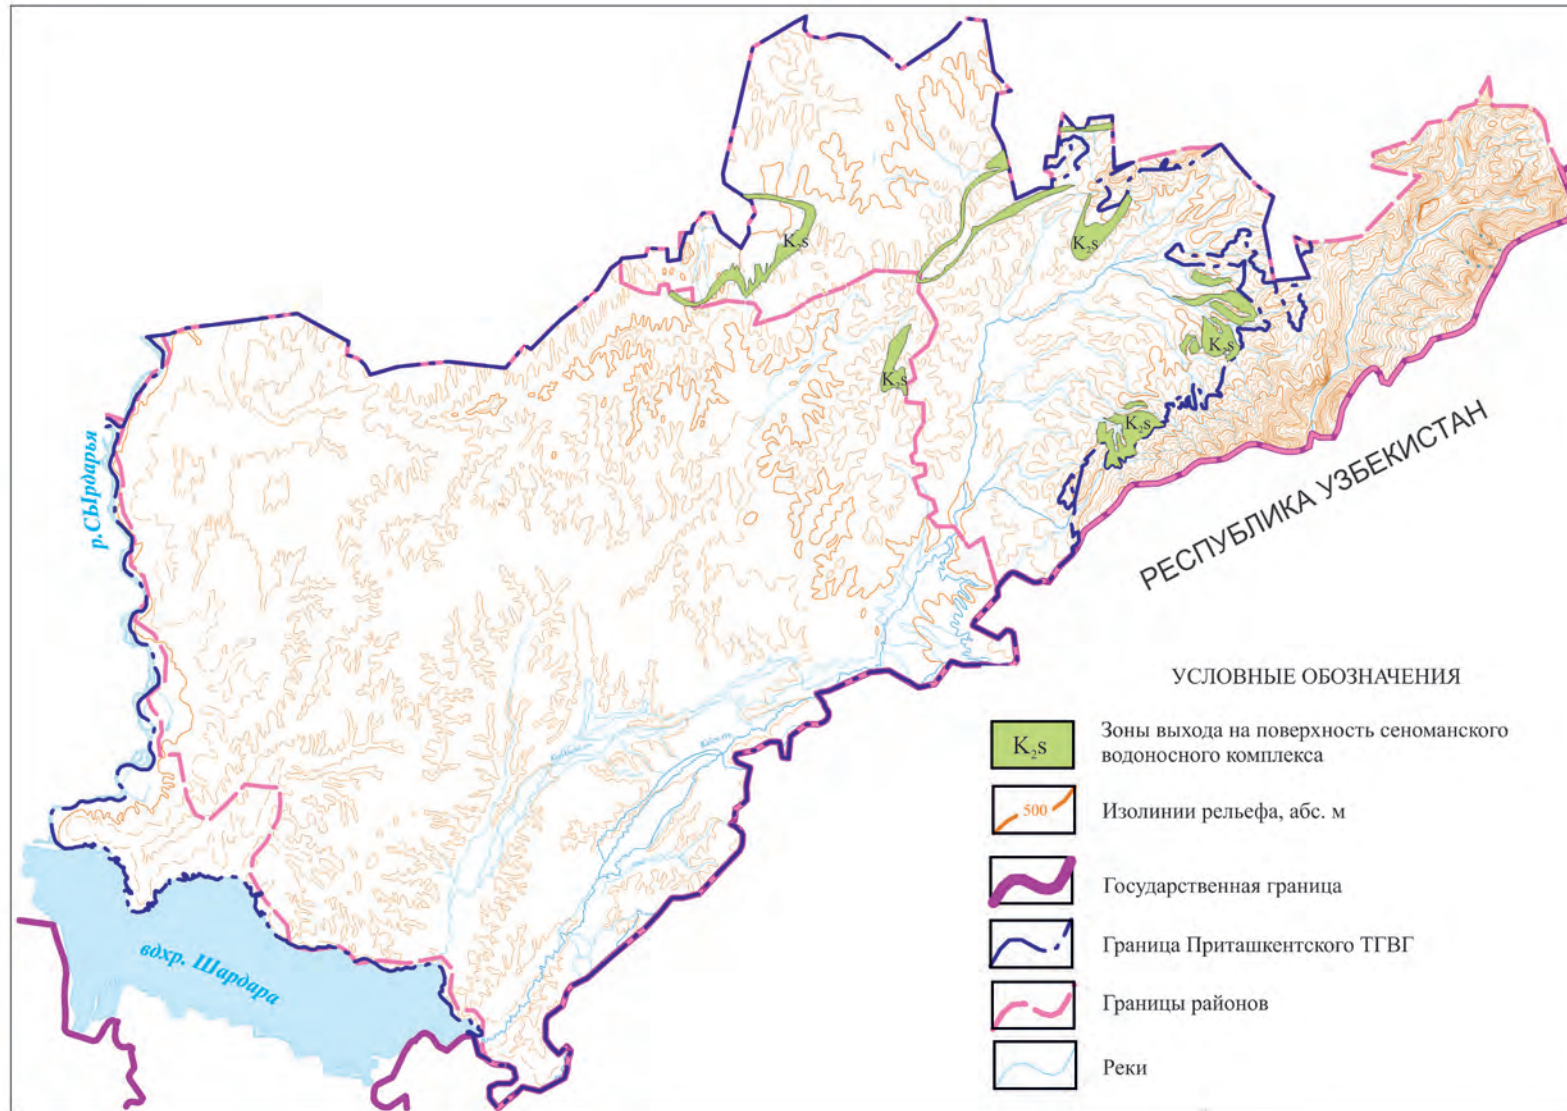 K₂s
K₂s
K₂s
K₂s
K₂s
р.СЫрдарья
РЕСПУБЛИКА УЗБЕКИСТАН
вдхр. Шардара
УСЛОВНЫЕ ОБОЗНАЧЕНИЯ
K₂s
Зоны выхода на поверхность сеноманского
водоносного комплекса
500
Изолинии рельефа, абс. м
Государственная граница
Граница Приташкентского ТГВГ
Границы районов
Реки